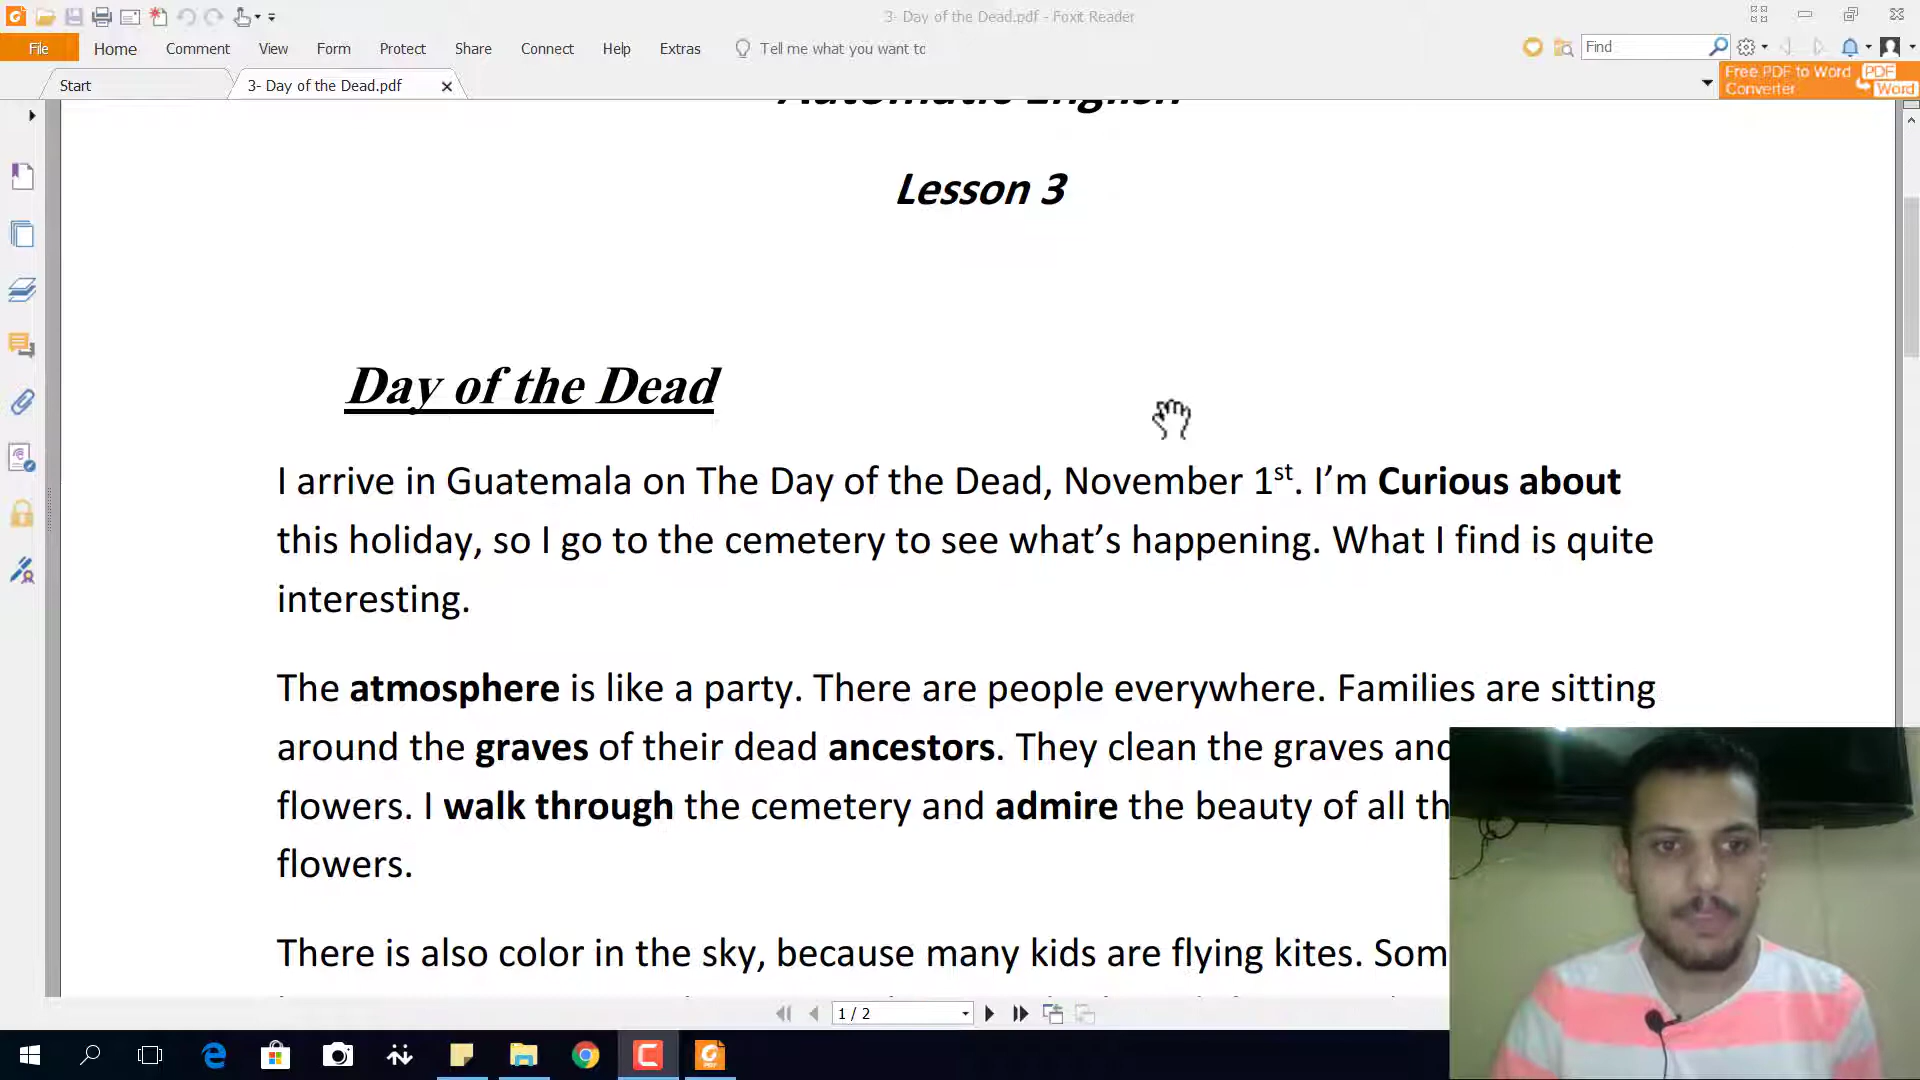 3- Day of the Dead.pdf - Foxit Reader
File Home Comment View Form Protect Share Connect Help Extras Tell me what you want to Find
Start 3- Day of the Dead.pdf Free PDF to Word Converter PDF Word
Automatic English
Lesson 3
Day of the Dead
I arrive in Guatemala on The Day of the Dead, November 1st. I’m Curious about
this holiday, so I go to the cemetery to see what’s happening. What I find is quite
interesting.
The atmosphere is like a party. There are people everywhere. Families are sitting
around the graves of their dead ancestors. They clean the graves and
flowers. I walk through the cemetery and admire the beauty of all th
flowers.
There is also color in the sky, because many kids are flying kites. Som
1 / 2